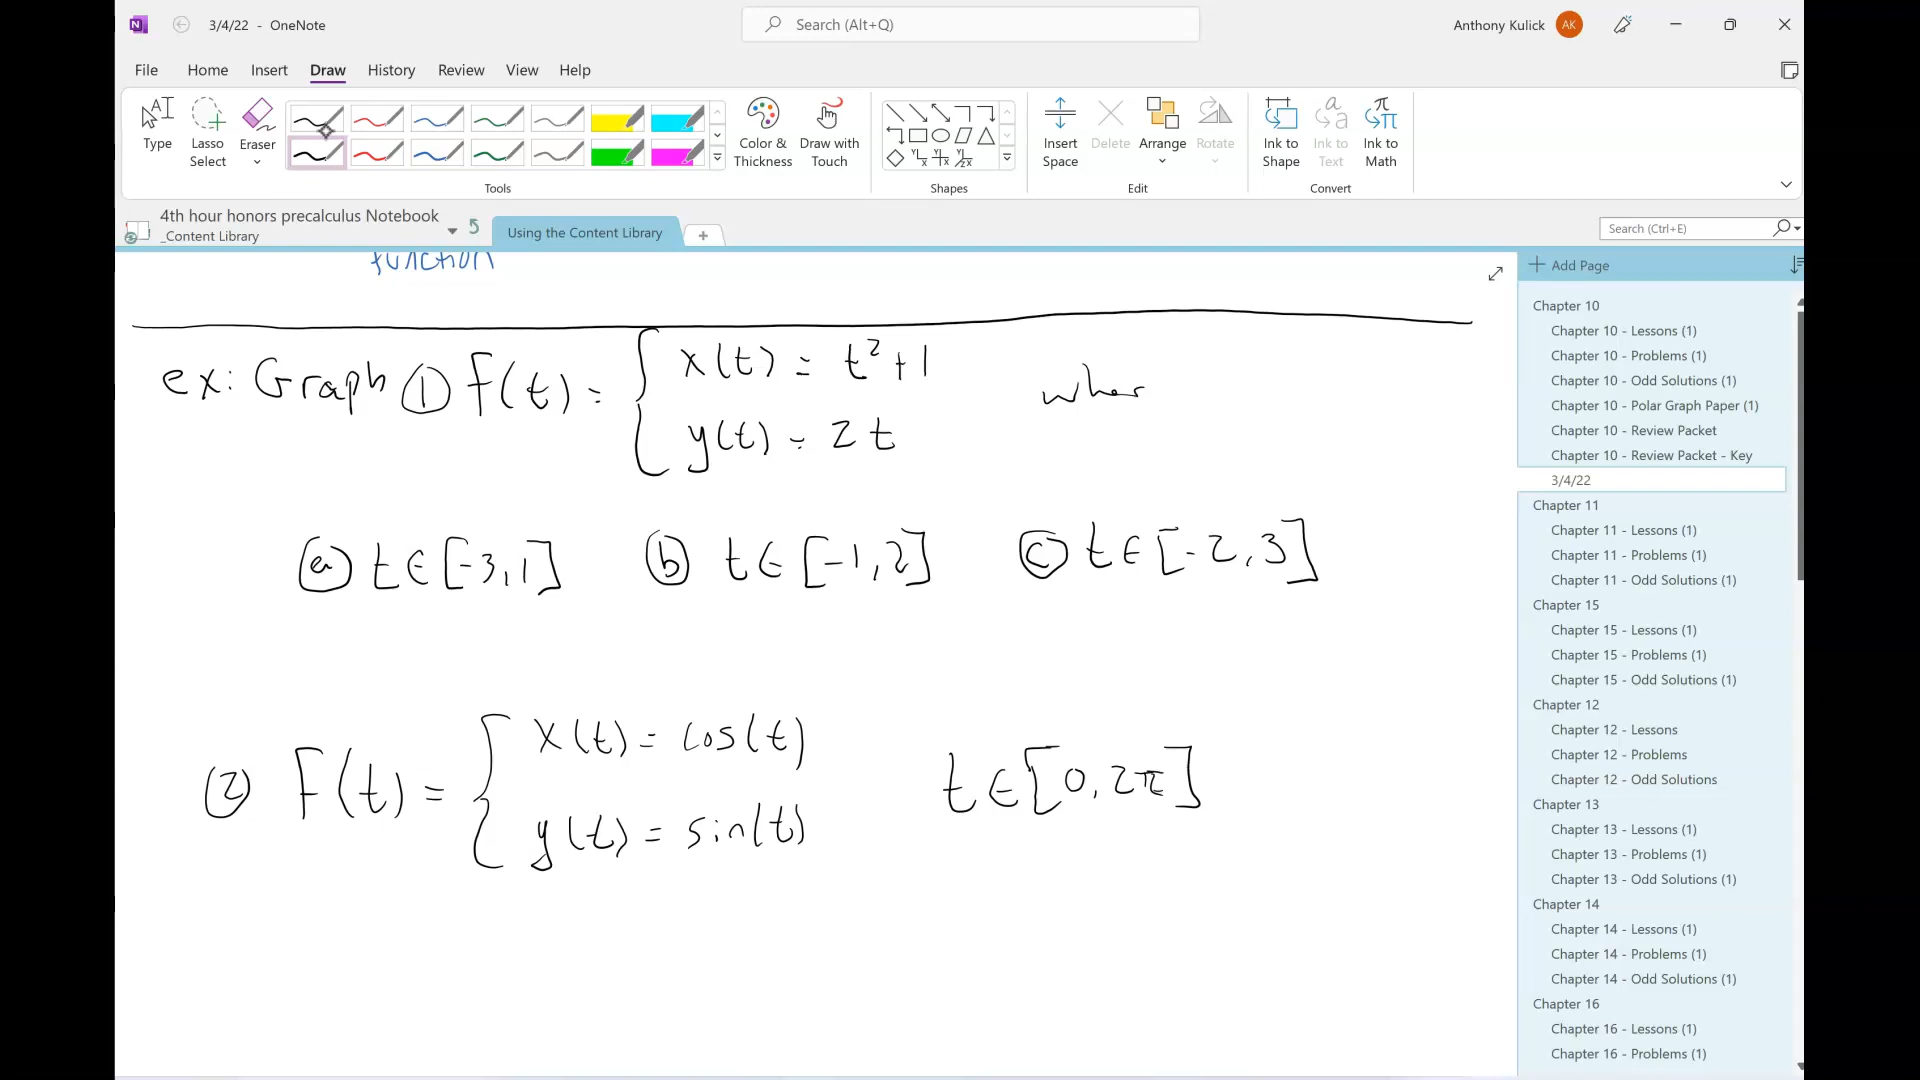 3/4/22 - OneNote
Search (Alt+Q)
Anthony Kulick AK
File Home Insert Draw History Review View Help
Type
Lasso Select
Eraser
Color & Thickness
Draw with Touch
Insert Space
Delete
Arrange
Rotate
Ink to Shape
Ink to Text
Ink to Math
Tools Shapes Edit Convert
4th hour honors precalculus Notebook
_Content Library
Using the Content Library
Search (Ctrl+E)
function
ex: Graph ① F(t) = { x(t) = t²+1
y(t) = 2t
wher
ⓐ t∈[-3,1] ⓑ t∈[-1,2] ⓒ t∈[-2,3]
② F(t) = { x(t) = cos(t)
y(t) = sin(t)
t∈[0,2π]
Add Page
Chapter 10
Chapter 10 - Lessons (1)
Chapter 10 - Problems (1)
Chapter 10 - Odd Solutions (1)
Chapter 10 - Polar Graph Paper (1)
Chapter 10 - Review Packet
Chapter 10 - Review Packet - Key
3/4/22
Chapter 11
Chapter 11 - Lessons (1)
Chapter 11 - Problems (1)
Chapter 11 - Odd Solutions (1)
Chapter 15
Chapter 15 - Lessons (1)
Chapter 15 - Problems (1)
Chapter 15 - Odd Solutions (1)
Chapter 12
Chapter 12 - Lessons
Chapter 12 - Problems
Chapter 12 - Odd Solutions
Chapter 13
Chapter 13 - Lessons (1)
Chapter 13 - Problems (1)
Chapter 13 - Odd Solutions (1)
Chapter 14
Chapter 14 - Lessons (1)
Chapter 14 - Problems (1)
Chapter 14 - Odd Solutions (1)
Chapter 16
Chapter 16 - Lessons (1)
Chapter 16 - Problems (1)